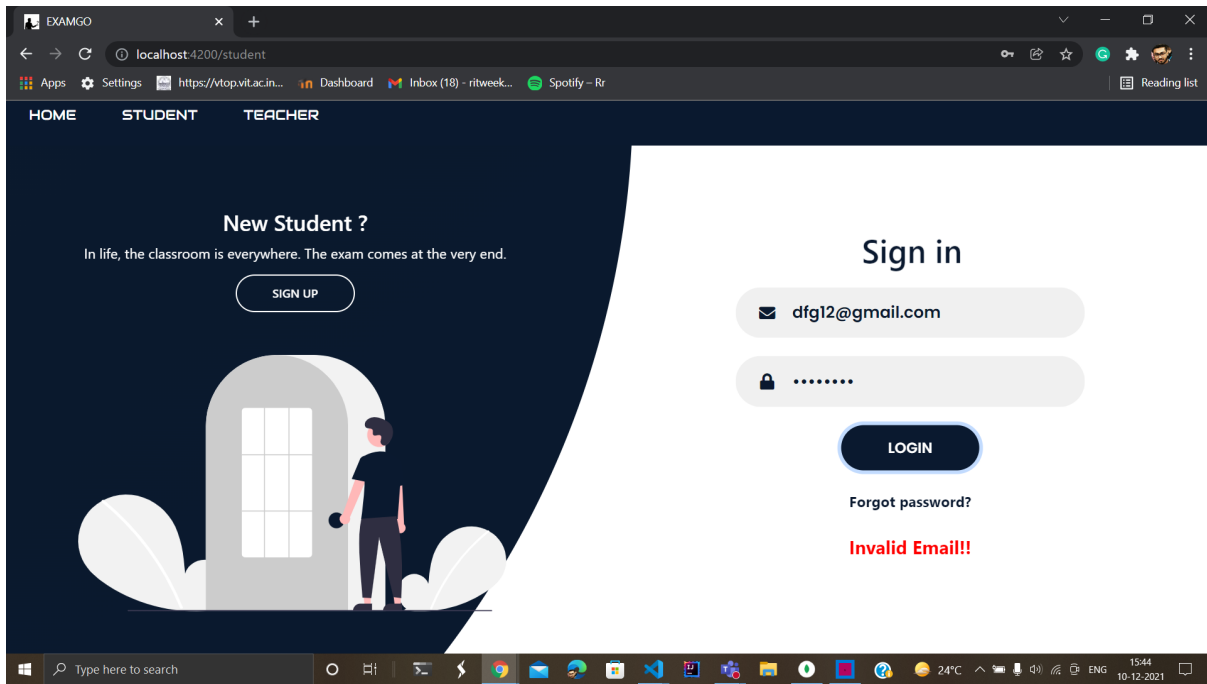 EXAMGO
localhost:4200/student
Apps Settings https://vtop.vit.ac.in... Dashboard Inbox (18) - ritweek... Spotify – Rr Reading list
HOME STUDENT TEACHER
New Student ?
In life, the classroom is everywhere. The exam comes at the very end.
SIGN UP
Sign in
dfg12@gmail.com
••••••••
LOGIN
Forgot password?
Invalid Email!!
Type here to search
24°C ENG 15:44
10-12-2021